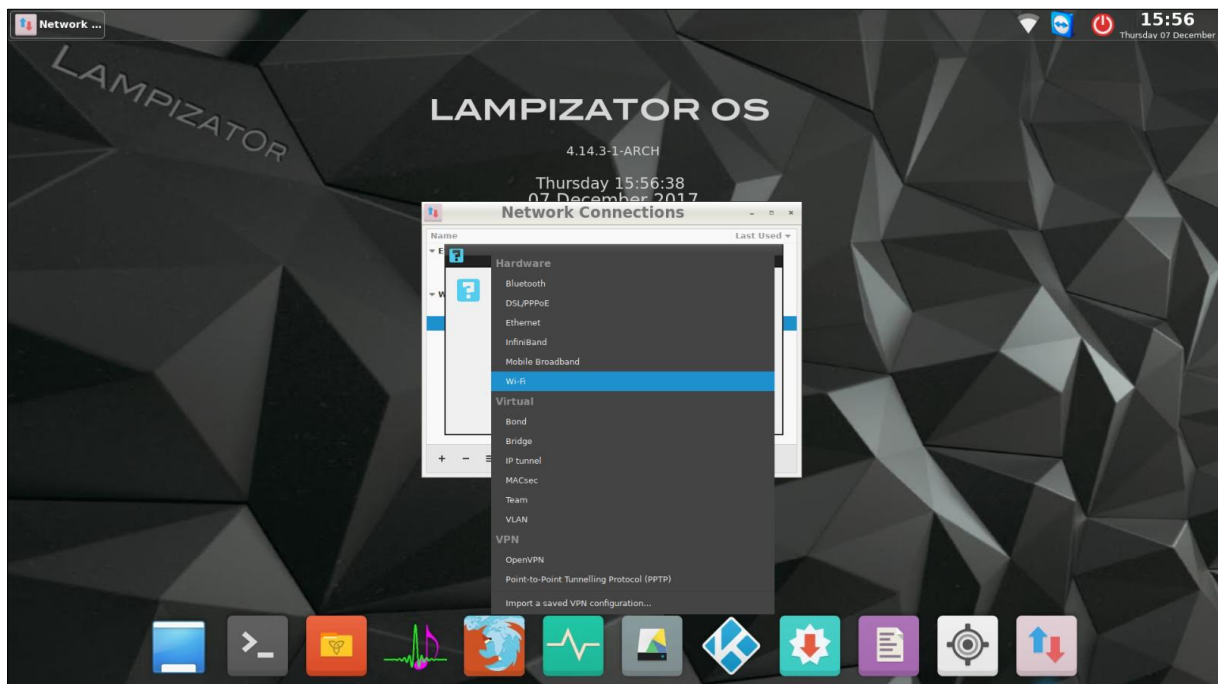 Network ...
15:56
Thursday 07 December
LAMPIZATOR
LAMPIZATOR OS
4.14.3-1-ARCH
Thursday 15:56:38
07 December 2017
Network Connections
Name
Last Used
E
Hardware
Bluetooth
DSL/PPPoE
W
Ethernet
InfiniBand
Mobile Broadband
Wi-Fi
Virtual
Bond
Bridge
IP tunnel
MACsec
Team
VLAN
VPN
OpenVPN
Point-to-Point Tunnelling Protocol (PPTP)
Import a saved VPN configuration...